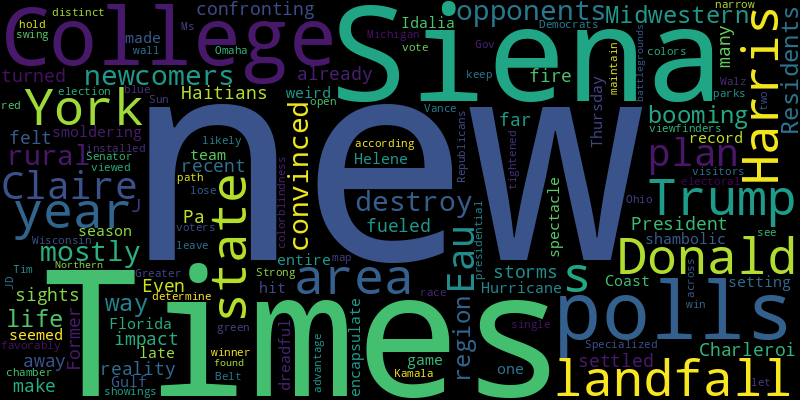 distinct
confronting
opponents
Midwestern
narrow
hold
swing
College
Siena
Ms
made
wall
Omaha
Idalia
Democrats
Michigan
vote
Gov
many
Harris
Residents
turned
newcomers
already
weird
fire
keep
maintain
battlegrounds
colors
Walz
parks
two
red
election
blue
Sun
Haitians
open
Vance
booming
viewfinders
York
new
felt
smoldering
installed
convinced
likely
according
far
Thursday
record
rural
Senator
viewed
team
recent
Helene
Republicans
tightened
plan
visitors
electoral
Claire
J
path
lose
colorblindness
destroy
Ohio
Trump
year
season
Pa
voters
state
fueled
presidential
Eau
spectacle
President
shambolic
see
Wisconsin
mostly
leave
entire
map
Donald
Tim
Northern
Greater
Strong
area
storms
s
Coast
across
setting
JD
sights
Even
determine
hit
Hurricane
race
win
Times
way
life
Florida
impact
green
polls
seemed
Former
late
winner
found
dreadful
advantage
encapsulate
region
single
Specialized
Charleroi
favorably
away
reality
Belt
game
one
settled
chamber
Gulf
make
showings
Kamala
landfall
let